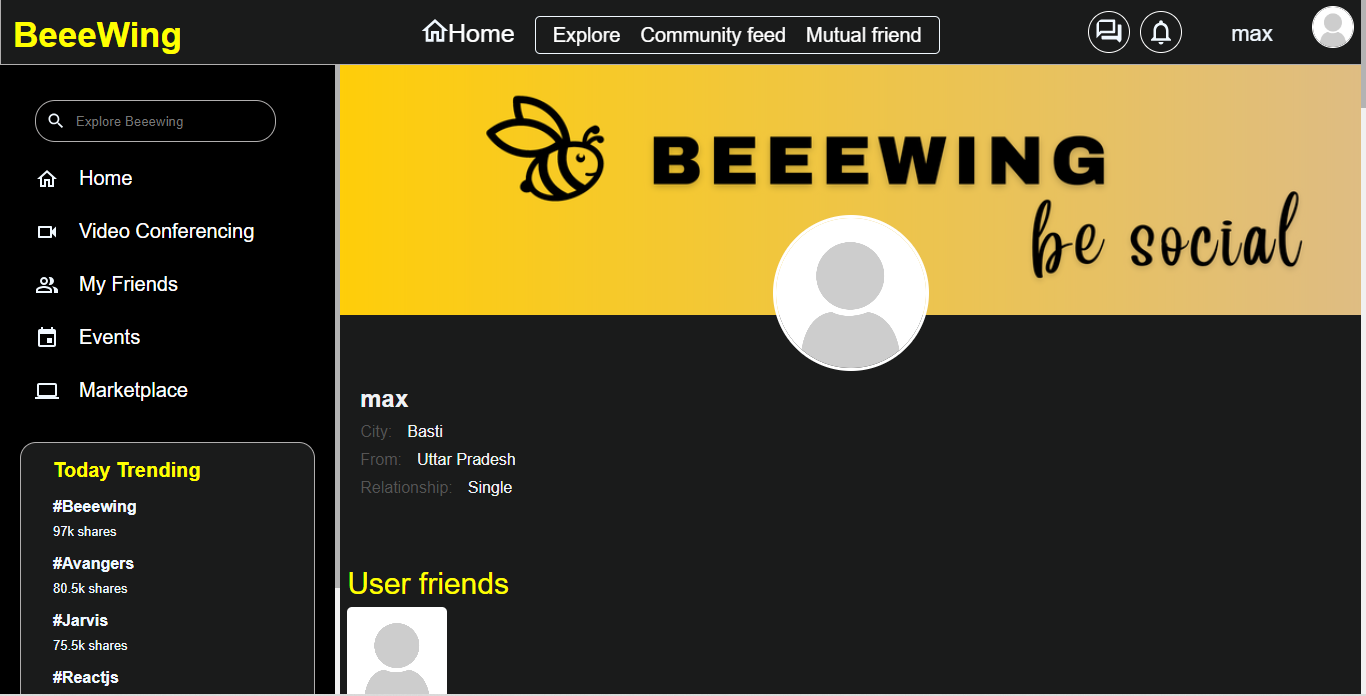 BeeeWing
Home
Explore Community feed Mutual friend
max
Explore Beeewing
Home
Video Conferencing
My Friends
Events
Marketplace
Today Trending
#Beeewing
97k shares
#Avangers
80.5k shares
#Jarvis
75.5k shares
#Reactjs
BEEEWING
be social
max
City: Basti
From: Uttar Pradesh
Relationship: Single
User friends